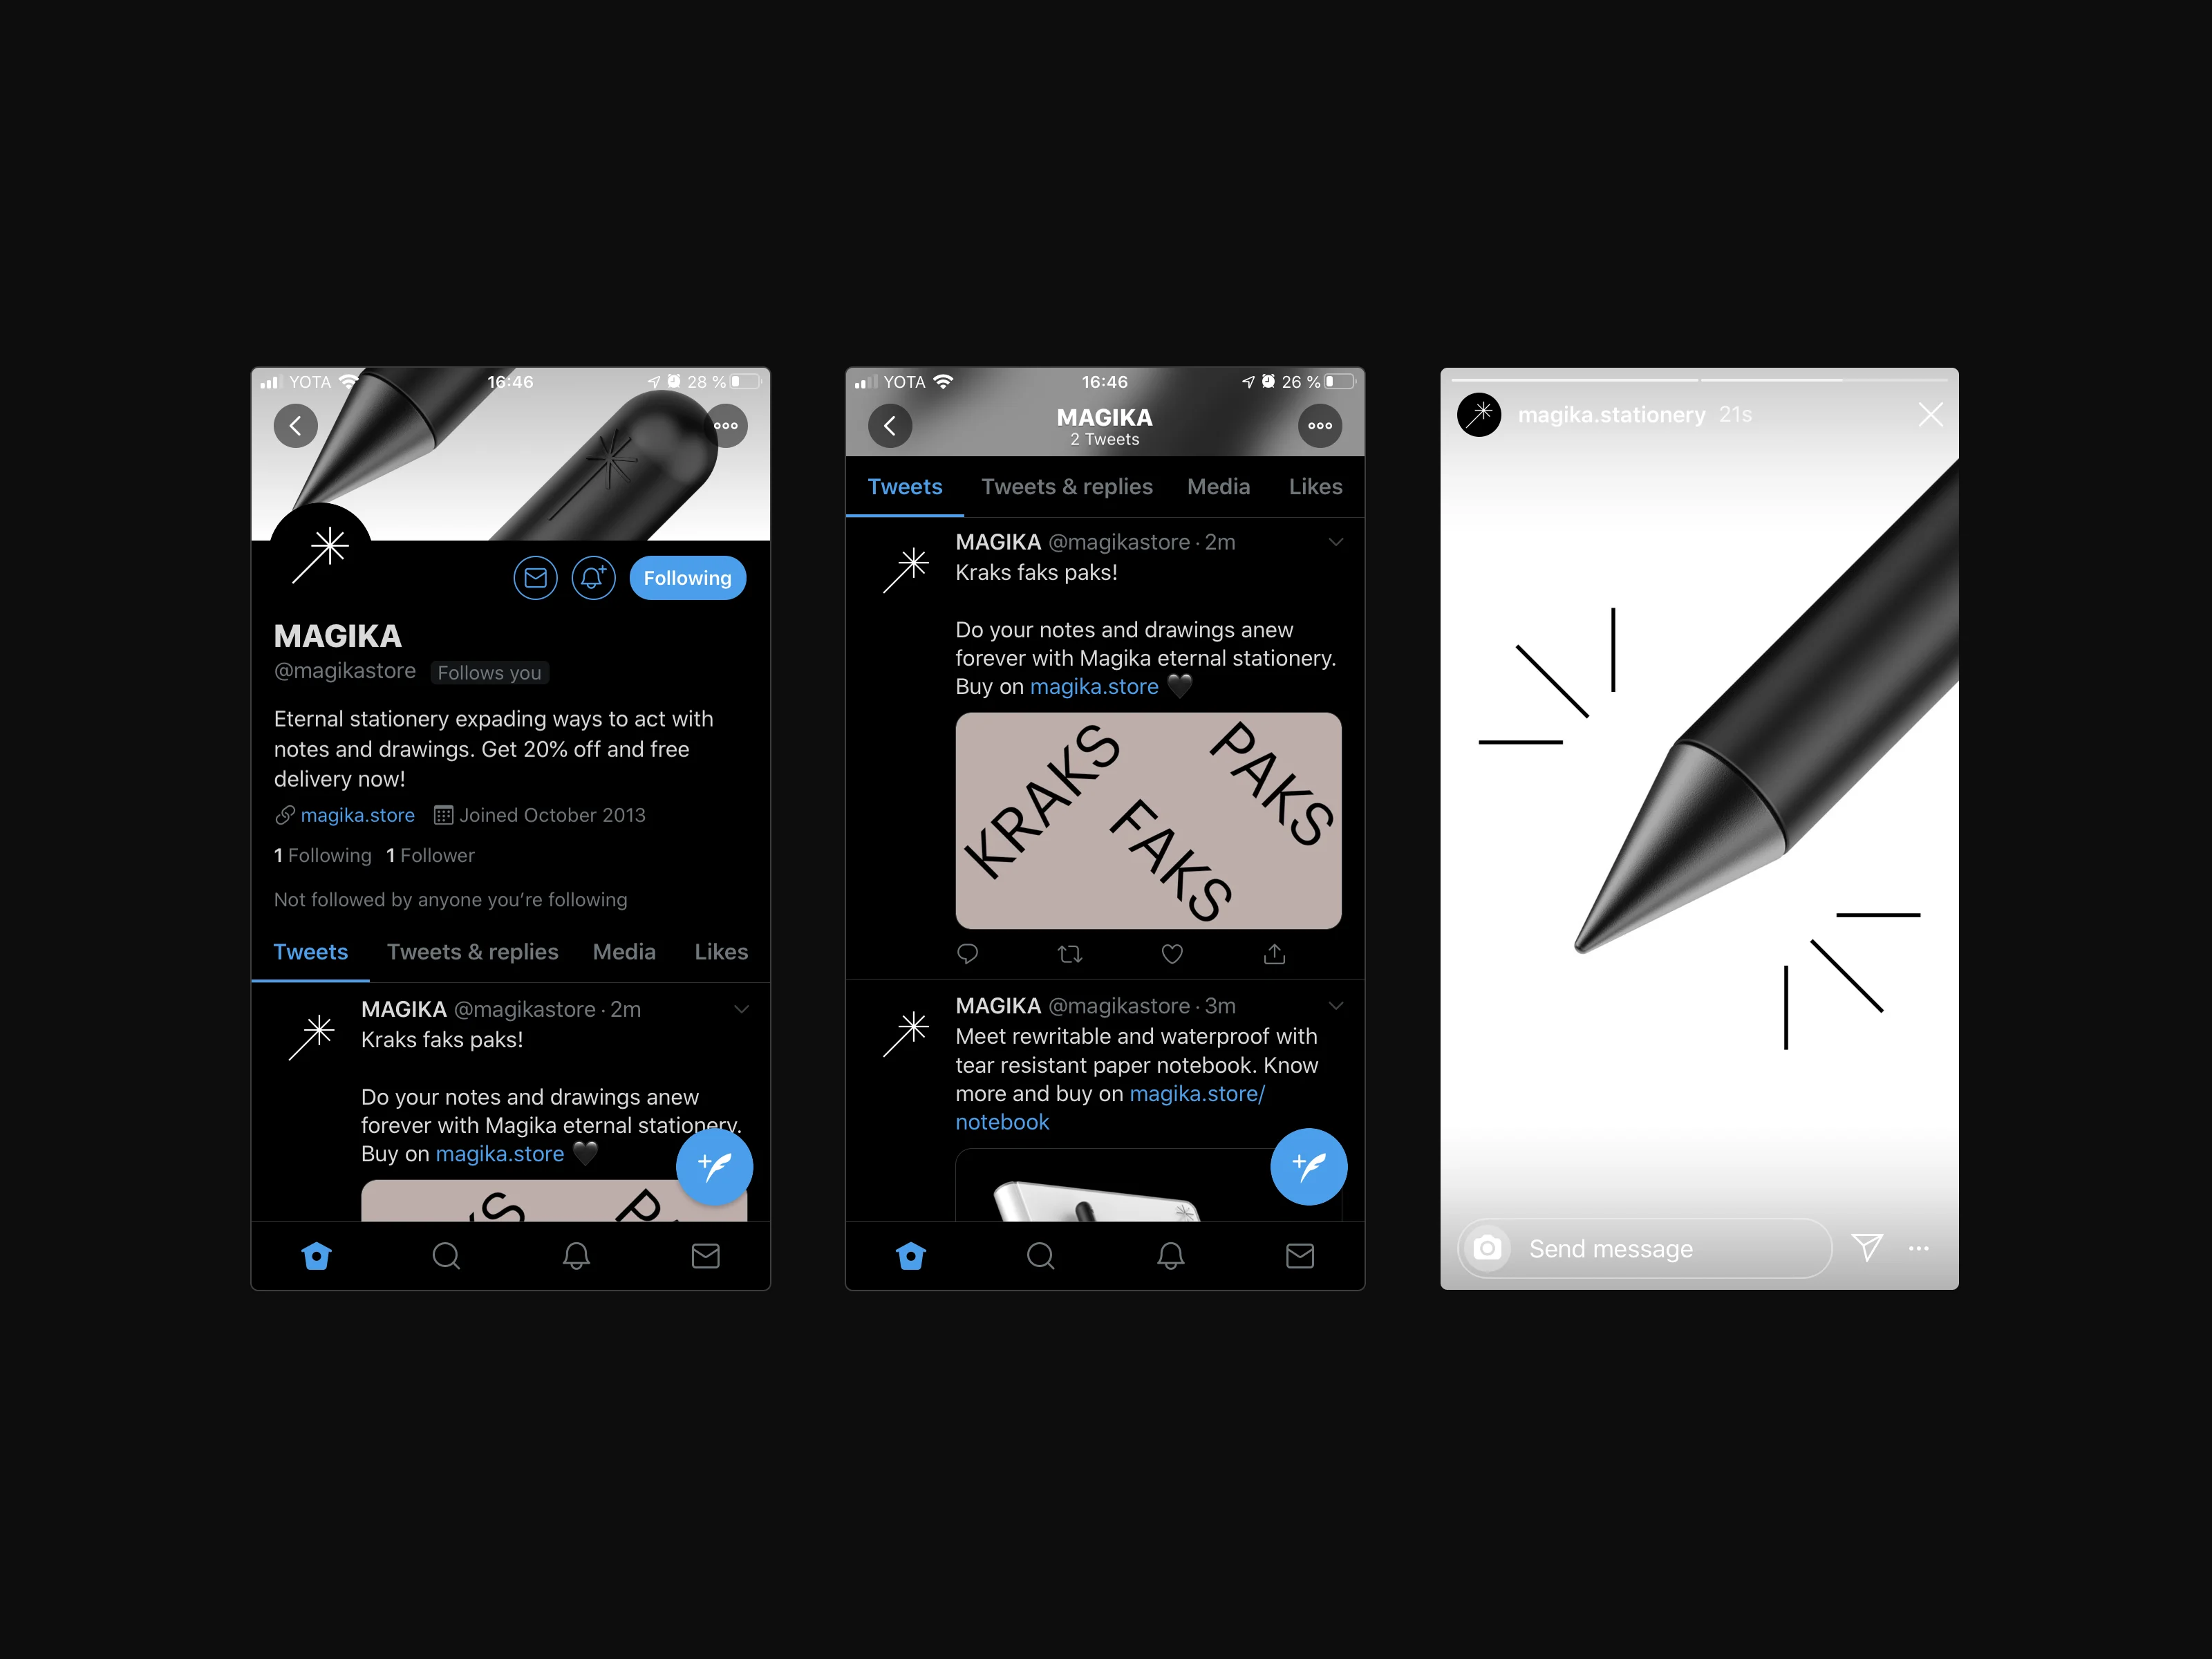 YOTA 16:46 28 %
Following
MAGIKA
@magikastore Follows you
Eternal stationery expading ways to act with
notes and drawings. Get 20% off and free
delivery now!
magika.store Joined October 2013
1 Following 1 Follower
Not followed by anyone you’re following
Tweets Tweets & replies Media Likes
MAGIKA @magikastore · 2m
Kraks faks paks!
Do your notes and drawings anew
forever with Magika eternal stationery.
Buy on magika.store 🖤
S P
YOTA 16:46 26 %
MAGIKA
2 Tweets
Tweets Tweets & replies Media Likes
MAGIKA @magikastore · 2m
Kraks faks paks!
Do your notes and drawings anew
forever with Magika eternal stationery.
Buy on magika.store 🖤
KRAKS
FAKS
PAKS
MAGIKA @magikastore · 3m
Meet rewritable and waterproof with
tear resistant paper notebook. Know
more and buy on magika.store/
notebook
magika.stationery 21s
Send message